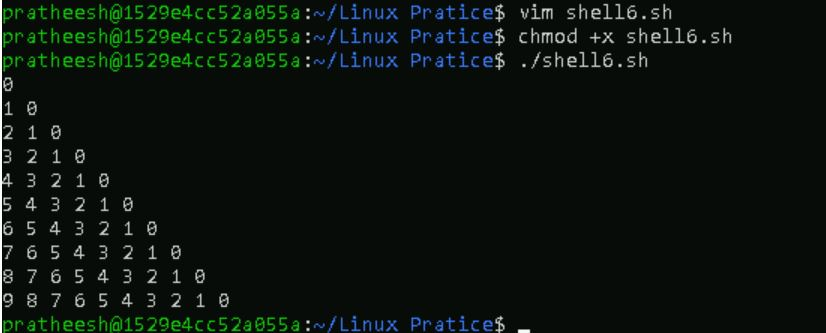 pratheesh@1529e4cc52a055a:~/Linux Pratice$ vim shell6.sh
pratheesh@1529e4cc52a055a:~/Linux Pratice$ chmod +x shell6.sh
pratheesh@1529e4cc52a055a:~/Linux Pratice$ ./shell6.sh
0
1 0
2 1 0
3 2 1 0
4 3 2 1 0
5 4 3 2 1 0
6 5 4 3 2 1 0
7 6 5 4 3 2 1 0
8 7 6 5 4 3 2 1 0
9 8 7 6 5 4 3 2 1 0
pratheesh@1529e4cc52a055a:~/Linux Pratice$